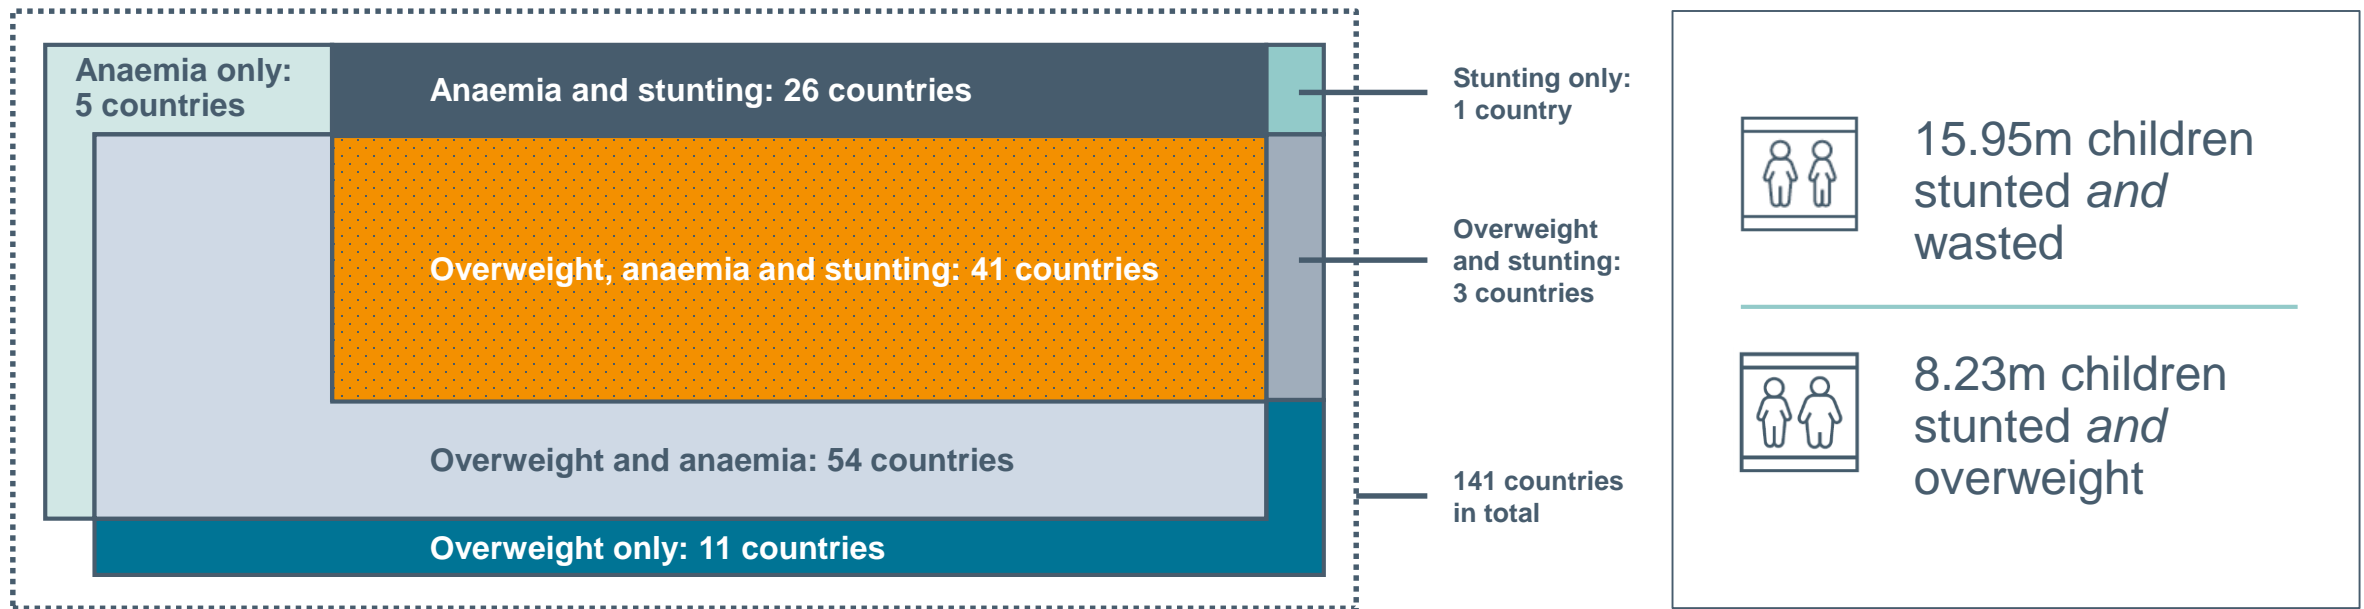 Anaemia only:
5 countries
Anaemia and stunting: 26 countries
Stunting only:
1 country
Overweight, anaemia and stunting: 41 countries
Overweight
and stunting:
3 countries
Overweight and anaemia: 54 countries
141 countries
in total
Overweight only: 11 countries
15.95m children
stunted and
wasted
8.23m children
stunted and
overweight